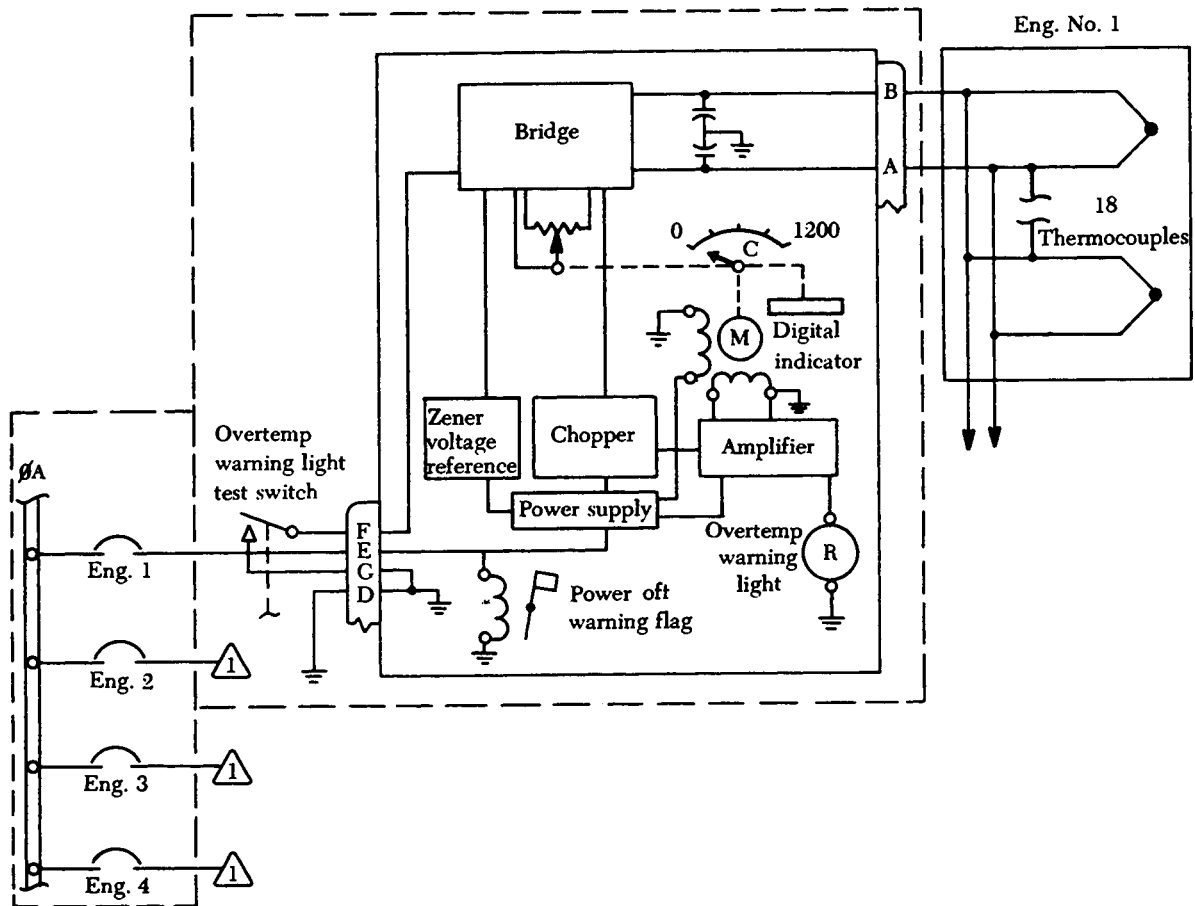 Eng. No. 1
B
Bridge
A
18
Thermocouples
0
1200
C
M
Digital
indicator
Zener
voltage
reference
Chopper
Amplifier
Overtemp
warning light
test switch
ØA
Power supply
F
E
G
D
Overtemp
warning
light
R
Eng. 1
Power oft
warning flag
Eng. 2
1
Eng. 3
1
Eng. 4
1